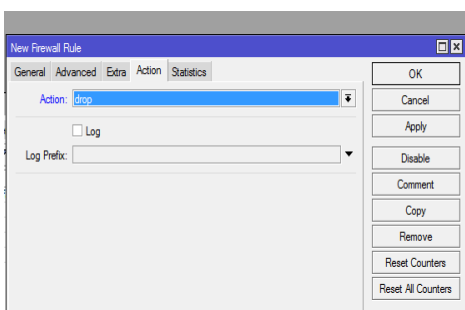 New Firewall Rule
General Advanced Extra Action Statistics
Action: drop
Log
Log Prefix:
OK
Cancel
Apply
Disable
Comment
Copy
Remove
Reset Counters
Reset All Counters